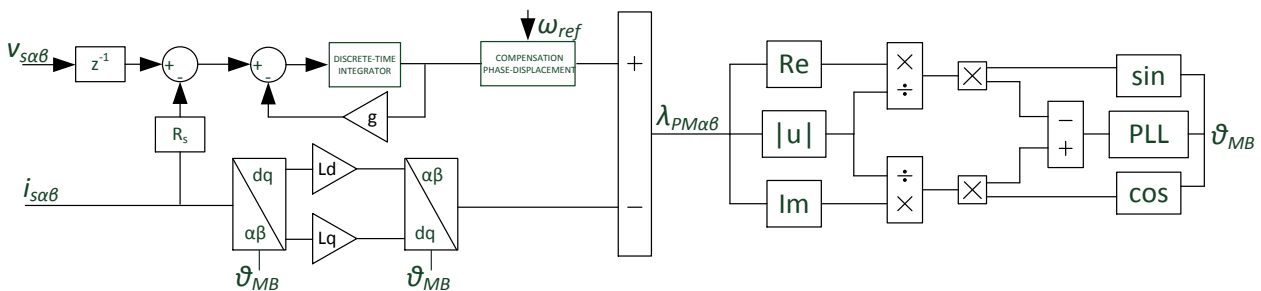 v_sαβ
z⁻¹
+
-
+
-
DISCRETE-TIME
INTEGRATOR
ω_ref
COMPENSATION
PHASE-DISPLACEMENT
g
R_s
i_sαβ
dq
αβ
Ld
Lq
αβ
dq
ϑ_MB
ϑ_MB
+
−
λ_PMαβ
Re
|u|
Im
×
÷
÷
×
×
×
−
+
sin
PLL
cos
ϑ_MB